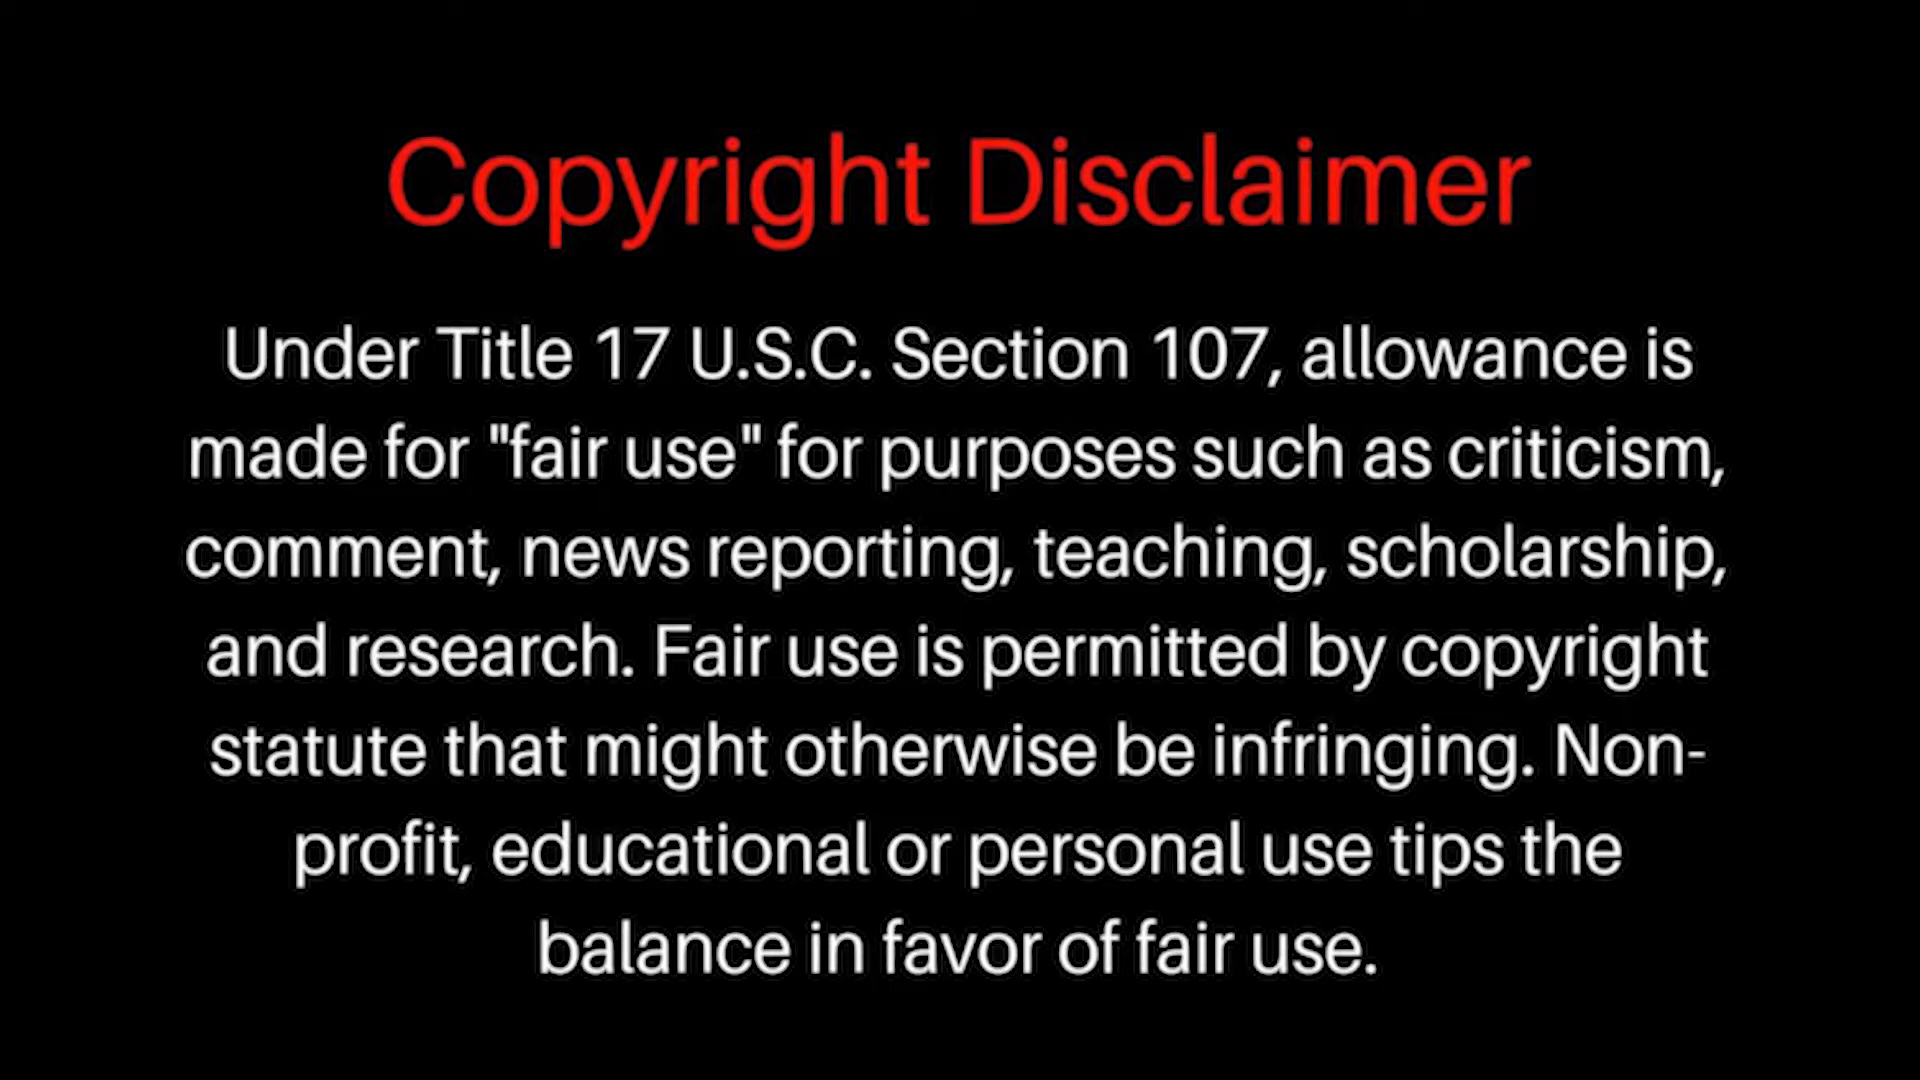 Copyright Disclaimer
Under Title 17 U.S.C. Section 107, allowance is
made for "fair use" for purposes such as criticism,
comment, news reporting, teaching, scholarship,
and research. Fair use is permitted by copyright
statute that might otherwise be infringing. Non-
profit, educational or personal use tips the
balance in favor of fair use.